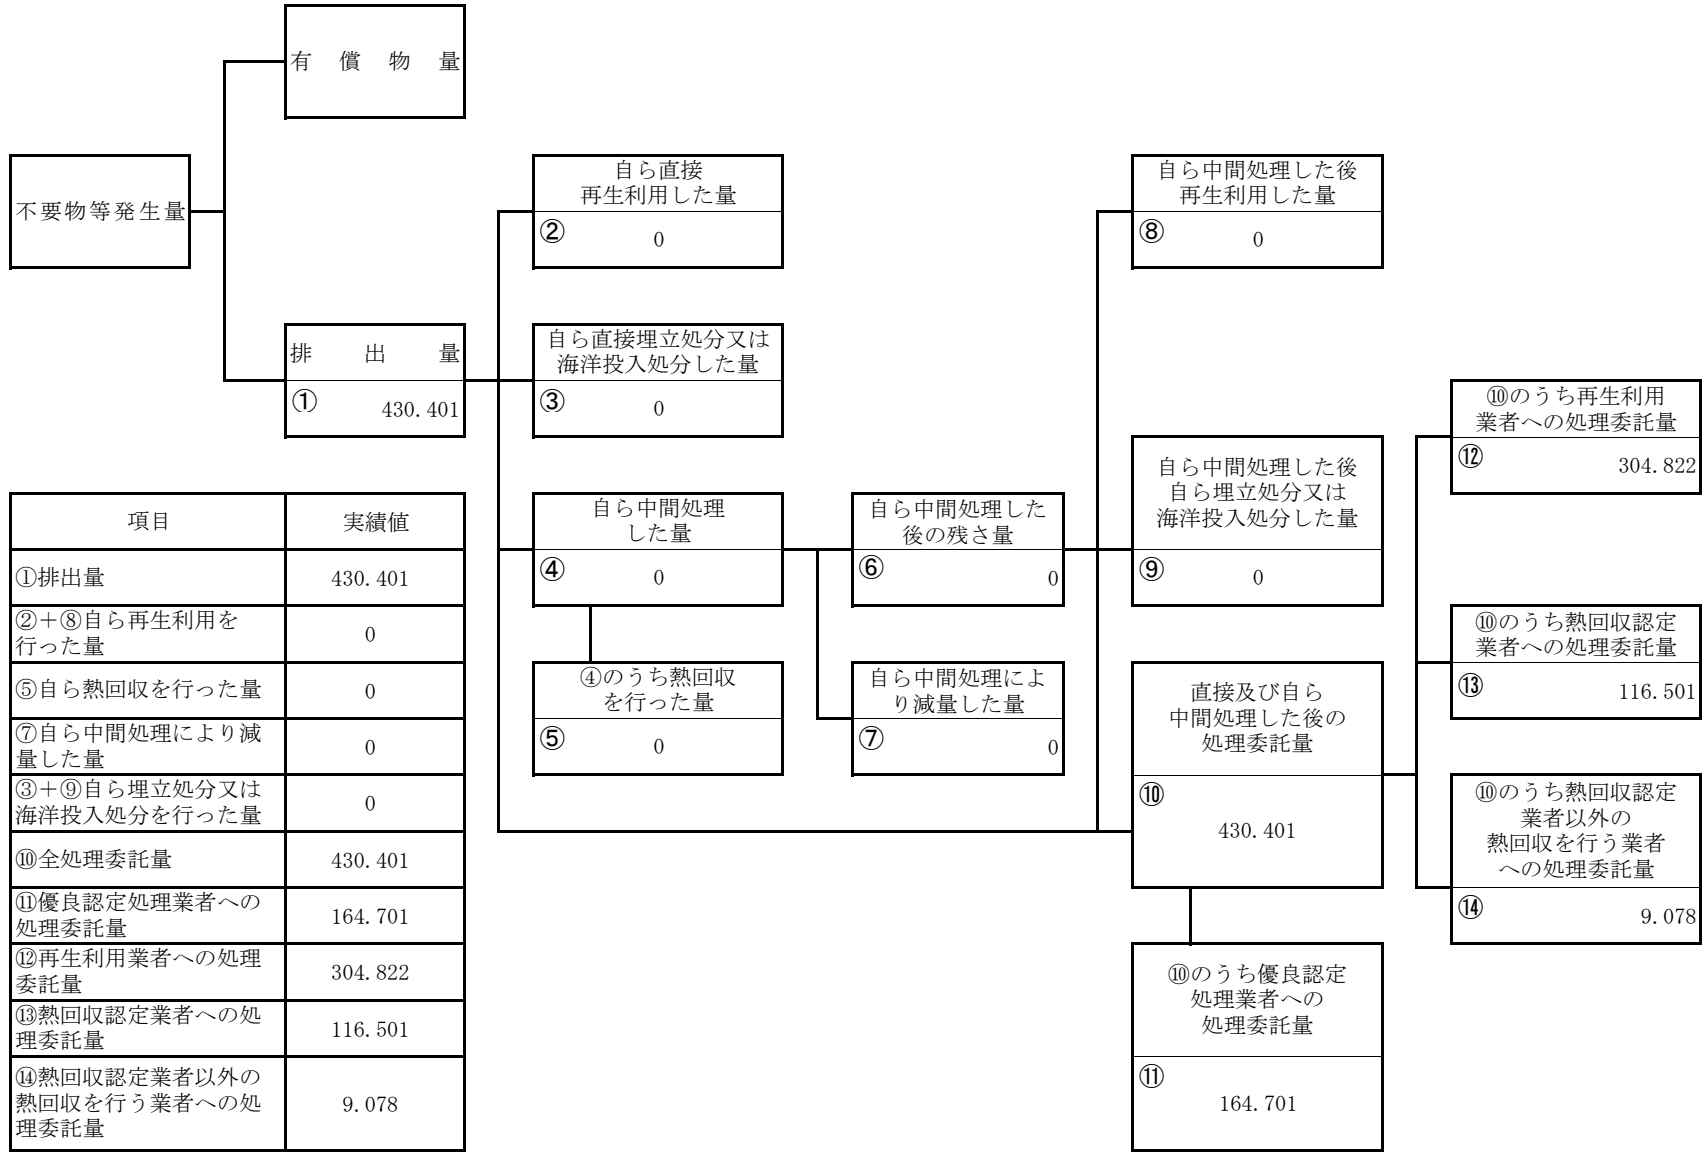 有償物量
不要物等発生量
排出量
① 430.401
自ら直接
再生利用した量
② 0
自ら直接埋立処分又は
海洋投入処分した量
③ 0
自ら中間処理
した量
④ 0
④のうち熱回収
を行った量
⑤ 0
自ら中間処理した
後の残さ量
⑥ 0
自ら中間処理によ
り減量した量
⑦ 0
自ら中間処理した後
再生利用した量
⑧ 0
自ら中間処理した後
自ら埋立処分又は
海洋投入処分した量
⑨ 0
直接及び自ら
中間処理した後の
処理委託量
⑩
430.401
⑩のうち優良認定
処理業者への
処理委託量
⑪
164.701
⑩のうち再生利用
業者への処理委託量
⑫ 304.822
⑩のうち熱回収認定
業者への処理委託量
⑬ 116.501
⑩のうち熱回収認定
業者以外の
熱回収を行う業者
への処理委託量
⑭ 9.078
項目 実績値
①排出量 430.401
②+⑧自ら再生利用を
行った量 0
⑤自ら熱回収を行った量 0
⑦自ら中間処理により減
量した量 0
③+⑨自ら埋立処分又は
海洋投入処分を行った量 0
⑩全処理委託量 430.401
⑪優良認定処理業者への
処理委託量 164.701
⑫再生利用業者への処理
委託量 304.822
⑬熱回収認定業者への処
理委託量 116.501
⑭熱回収認定業者以外の
熱回収を行う業者への処
理委託量 9.078